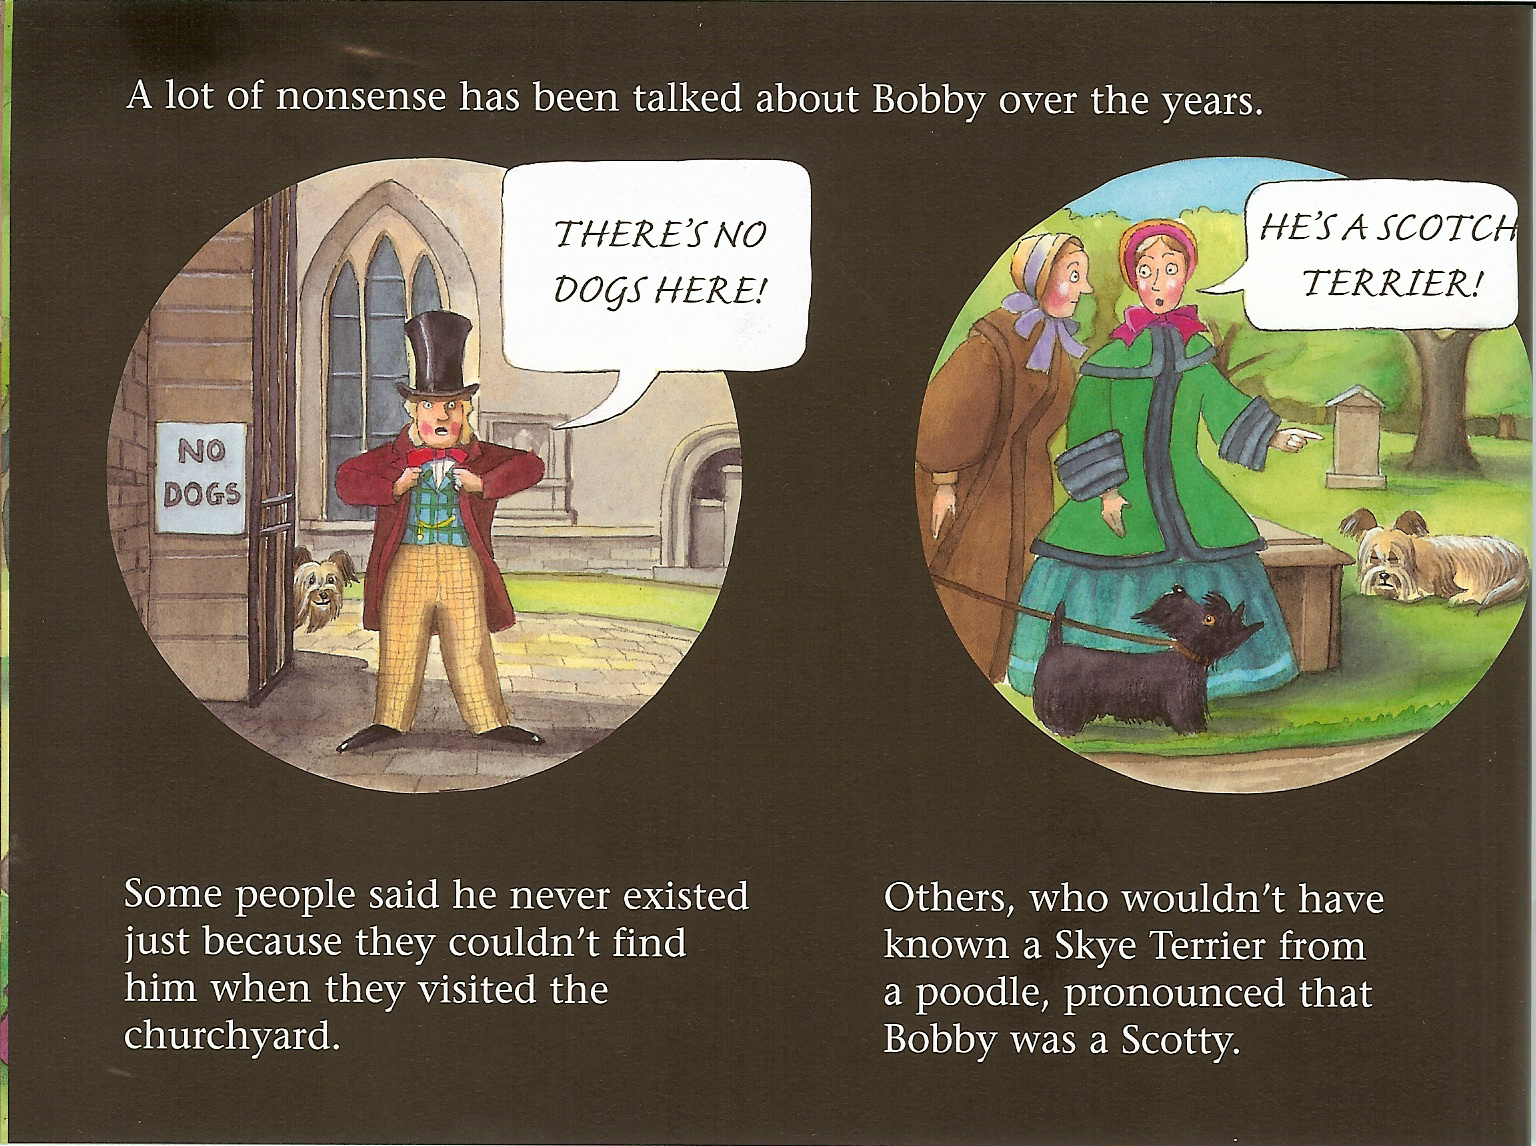 A lot of nonsense has been talked about Bobby over the years.
THERE'S NO
DOGS HERE!
HE'S A SCOTCH
TERRIER!
NO
DOGS
Some people said he never existed
just because they couldn't find
him when they visited the
churchyard.
Others, who wouldn't have
known a Skye Terrier from
a poodle, pronounced that
Bobby was a Scotty.